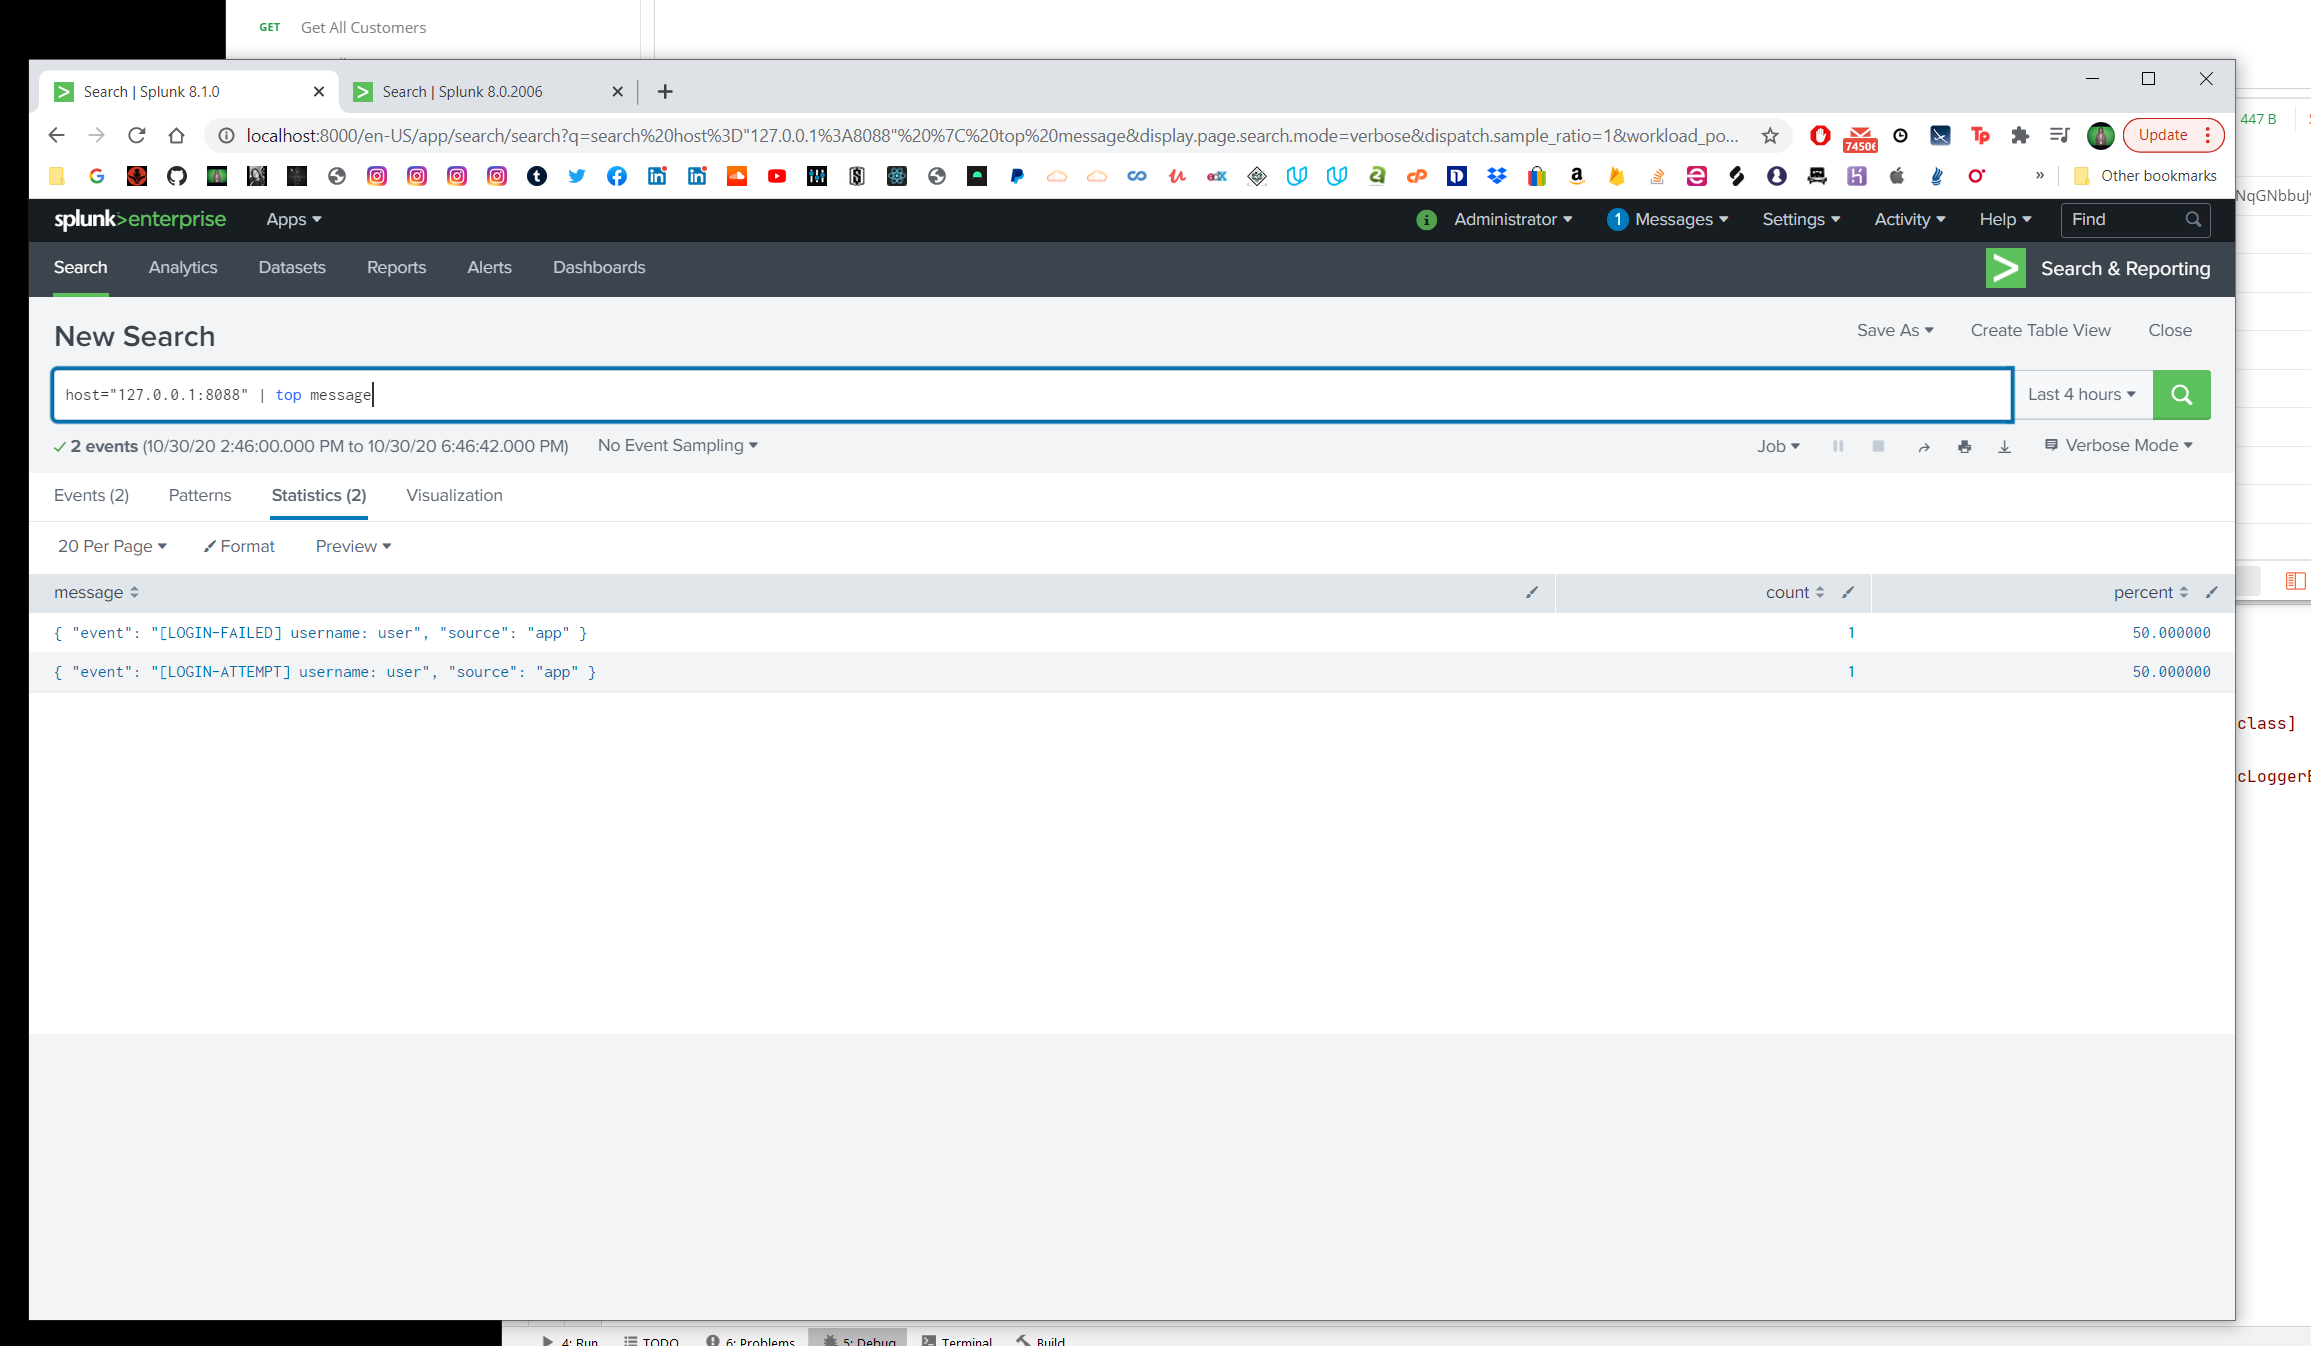 GET Get All Customers
Search | Splunk 8.1.0
Search | Splunk 8.0.2006
localhost:8000/en-US/app/search/search?q=search%20host%3D"127.0.0.1%3A8088"%20%7C%20top%20message&display.page.search.mode=verbose&dispatch.sample_ratio=1&workload_po...
74506
Update
447 B
Other bookmarks
NqGNbbuJ
splunk>enterprise Apps
i Administrator 1 Messages Settings Activity Help Find
Search Analytics Datasets Reports Alerts Dashboards
Search & Reporting
New Search
Save As Create Table View Close
host="127.0.0.1:8088" | top message
Last 4 hours
2 events (10/30/20 2:46:00.000 PM to 10/30/20 6:46:42.000 PM) No Event Sampling
Job Verbose Mode
Events (2) Patterns Statistics (2) Visualization
20 Per Page Format Preview
message count percent
{ "event": "[LOGIN-FAILED] username: user", "source": "app" } 1 50.000000
{ "event": "[LOGIN-ATTEMPT] username: user", "source": "app" } 1 50.000000
class]
cLogger
4: Run TODO 6: Problems 5: Debug Terminal Build